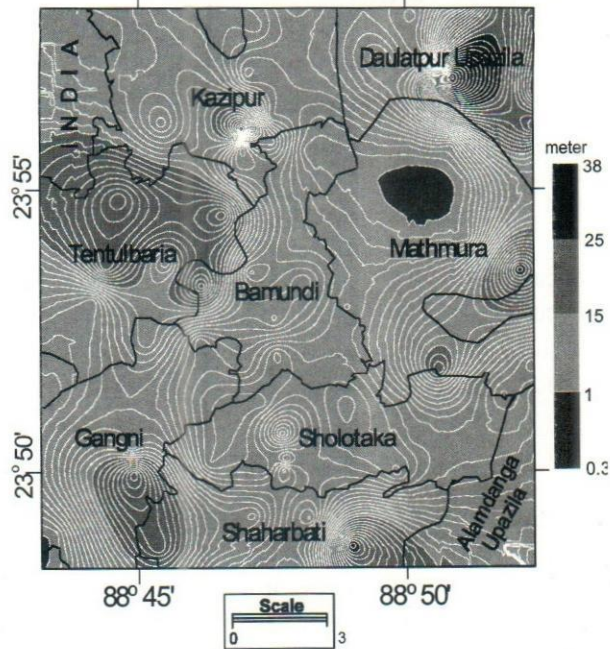 Daulatpur Upazila
INDIA
Kazipur
meter
38
23° 55'
Mathmura
25
Tentulbaria
Bamundi
15
1
Gangni
Sholotaka
23° 50'
0.3
Shaharbati
Alamdanga
Upazila
88° 45'
88° 50'
Scale
0
3